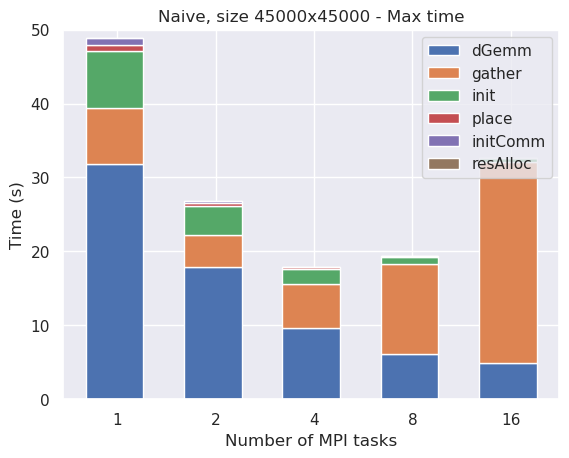 Naive, size 45000x45000 - Max time
50
40
30
20
10
0
Time (s)
dGemm
gather
init
place
initComm
resAlloc
1 2 4 8 16
Number of MPI tasks